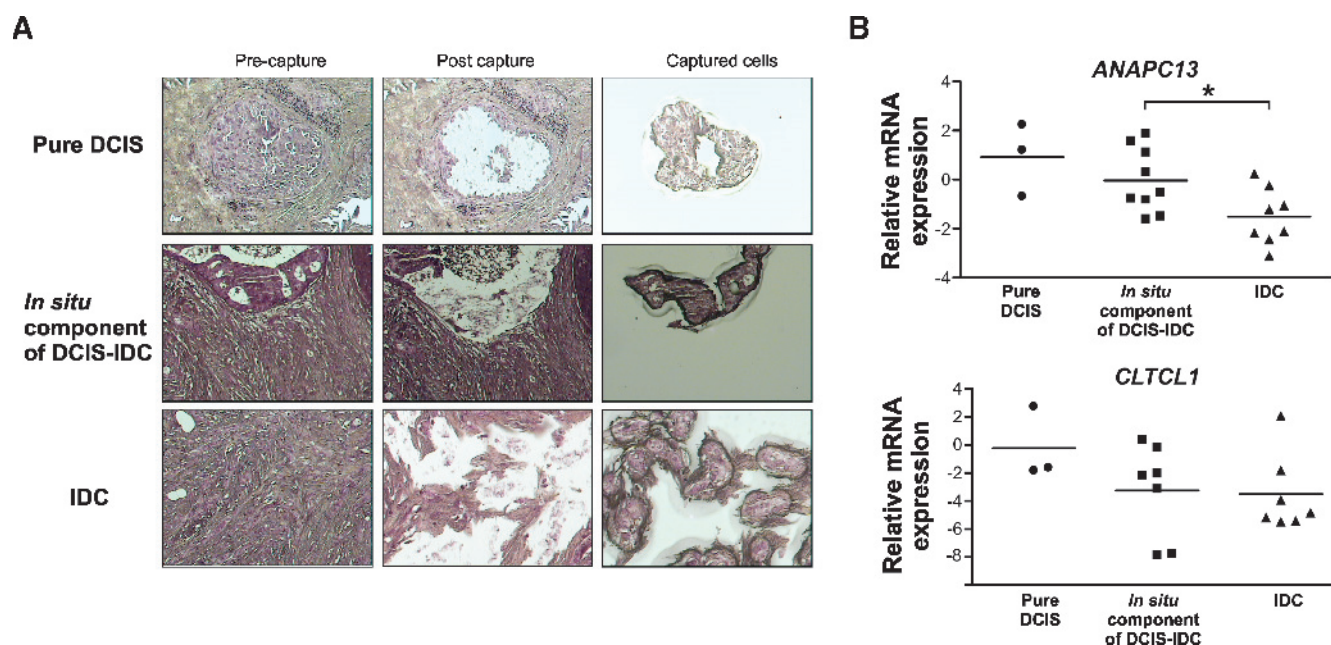 A
Pre-capture
Post capture
Captured cells
Pure DCIS
In situ
component
of DCIS-IDC
IDC
B
ANAPC13
*
Relative mRNA
expression
4
2
0
-2
-4
Pure
DCIS
In situ
component
of DCIS-IDC
IDC
CLTCL1
Relative mRNA
expression
4
2
0
-2
-4
-6
-8
Pure
DCIS
In situ
component
of DCIS-IDC
IDC